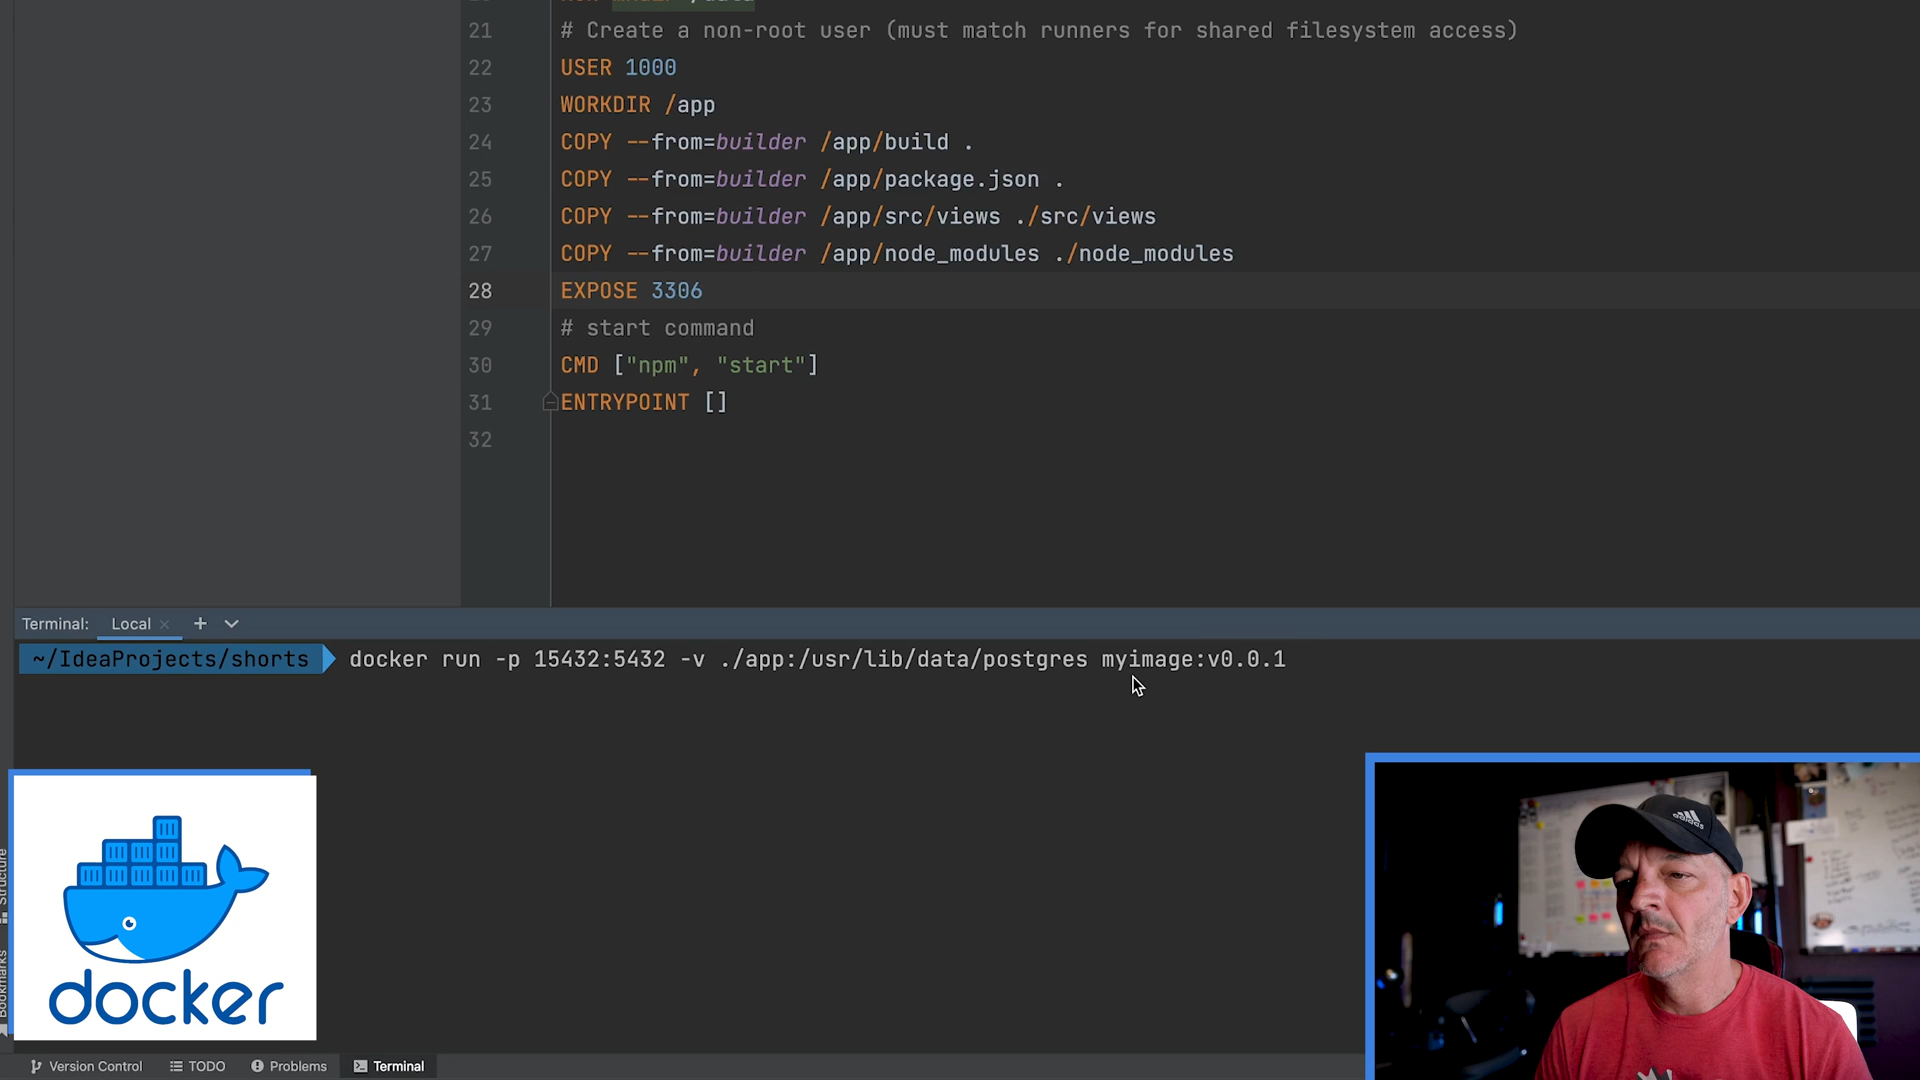 21 # Create a non-root user (must match runners for shared filesystem access)
22 USER 1000
23 WORKDIR /app
24 COPY --from=builder /app/build .
25 COPY --from=builder /app/package.json .
26 COPY --from=builder /app/src/views ./src/views
27 COPY --from=builder /app/node_modules ./node_modules
28 EXPOSE 3306
29 # start command
30 CMD ["npm", "start"]
31 ENTRYPOINT []
32
Terminal: Local × +
~/IdeaProjects/shorts docker run -p 15432:5432 -v ./app:/usr/lib/data/postgres myimage:v0.0.1
Structure
Bookmarks
docker
adidas
Version Control TODO Problems Terminal